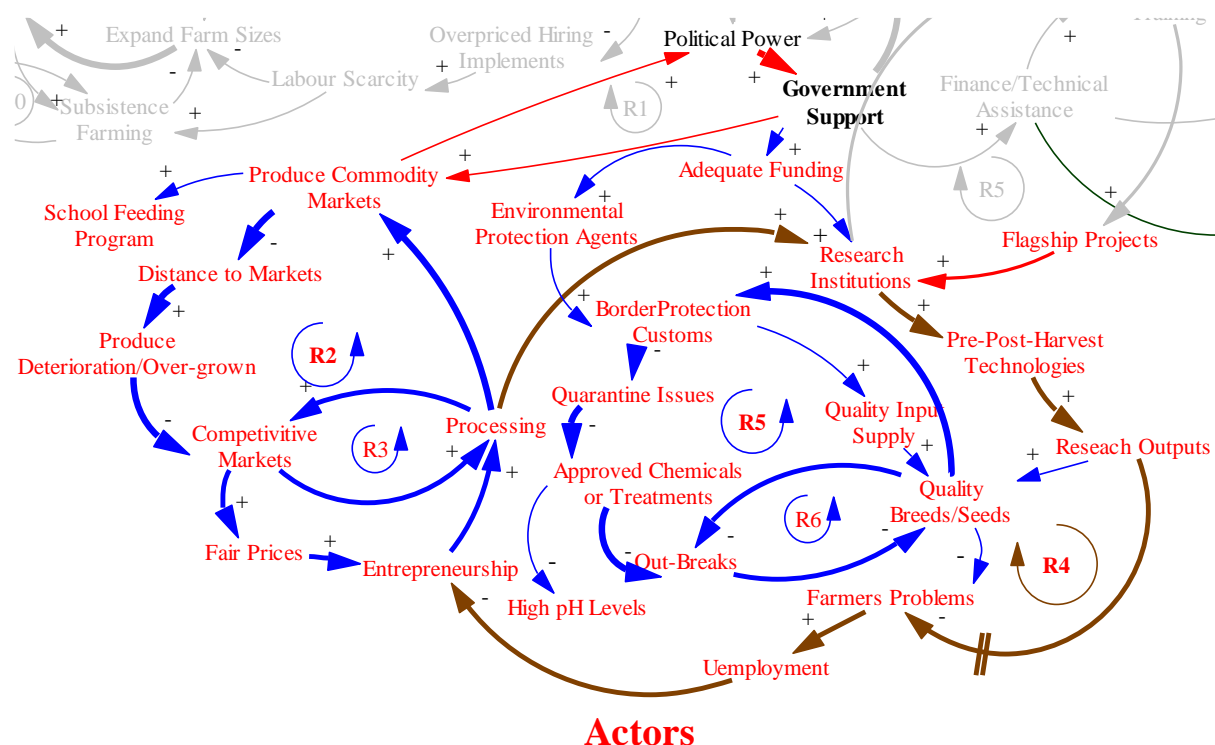 Expand Farm Sizes
Overpriced Hiring
Implements
Political Power
Labour Scarcity
R1
Subsistence
Farming
0
Government
Support
Finance/Technical
Assistance
Produce Commodity
Markets
Adequate Funding
R5
School Feeding
Program
Environmental
Protection Agents
Research
Institutions
Flagship Projects
Distance to Markets
BorderProtection
Customs
Produce
Deterioration/Over-grown
R2
Pre-Post-Harvest
Technologies
Quarantine Issues
R5
Quality Input
Supply
Competivitive
Markets
R3
Processing
Reseach Outputs
Approved Chemicals
or Treatments
Quality
Breeds/Seeds
R6
Fair Prices
Entrepreneurship
Out-Breaks
R4
High pH Levels
Farmers Problems
Uemployment
Actors